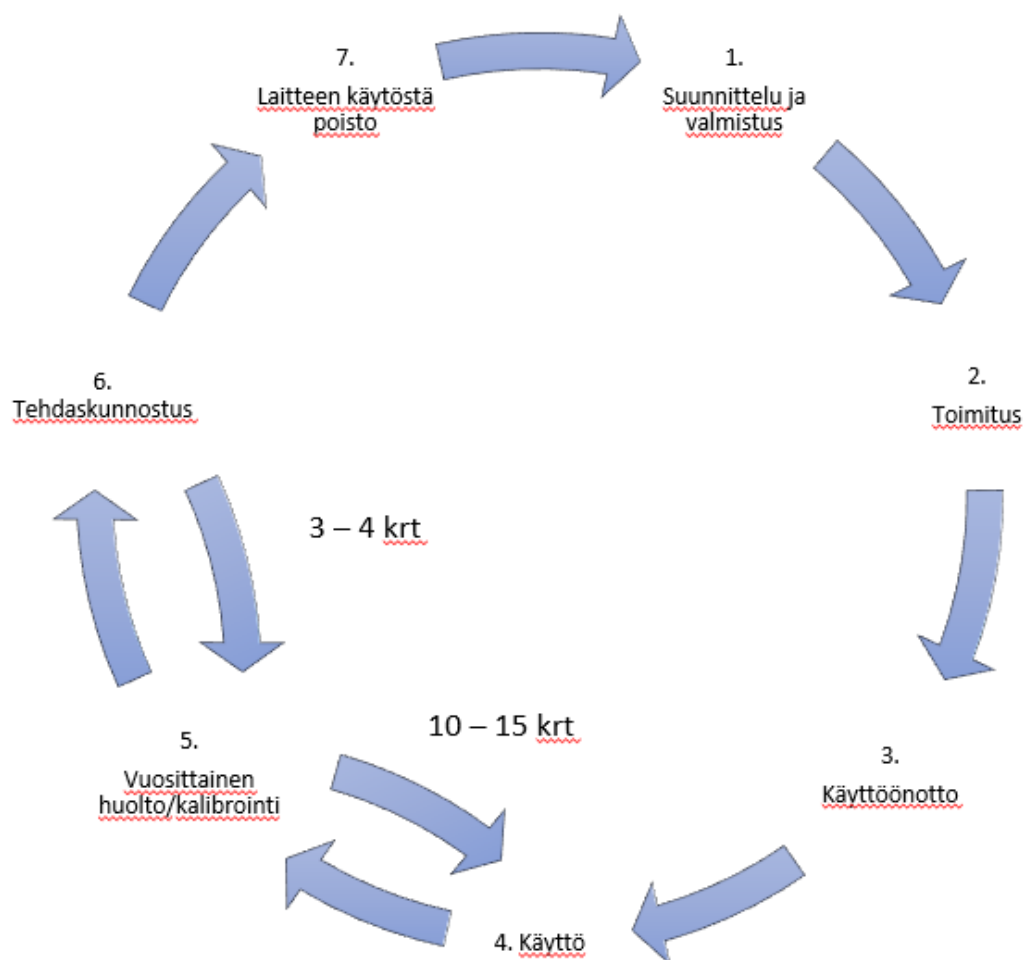 1.
Suunnittelu ja
valmistus
2.
Toimitus
3.
Käyttöönotto
4. Käyttö
5.
Vuosittainen
huolto/kalibrointi
10 – 15 krt
6.
Tehdaskunnostus
3 – 4 krt
7.
Laitteen käytöstä
poisto